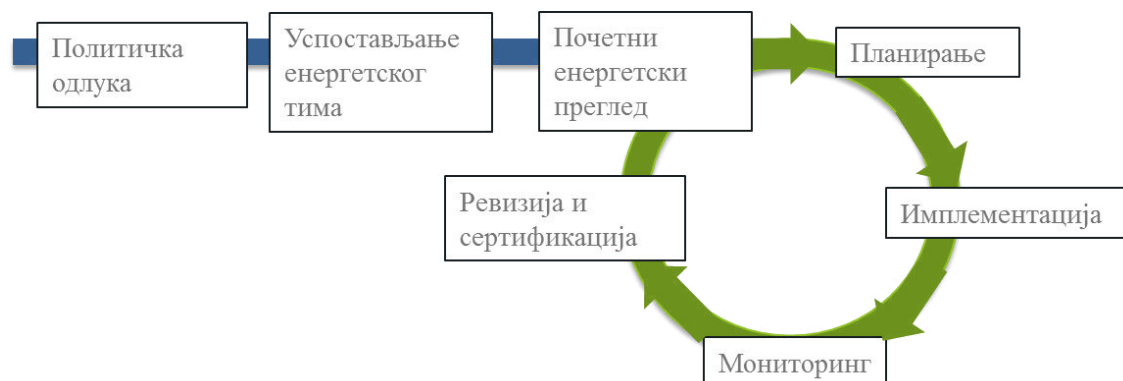 Политичка
одлука
Успостављање
енергетског
тима
Почетни
енергетски
преглед
Планирање
Имплементација
Мониторинг
Ревизија и
сертификација